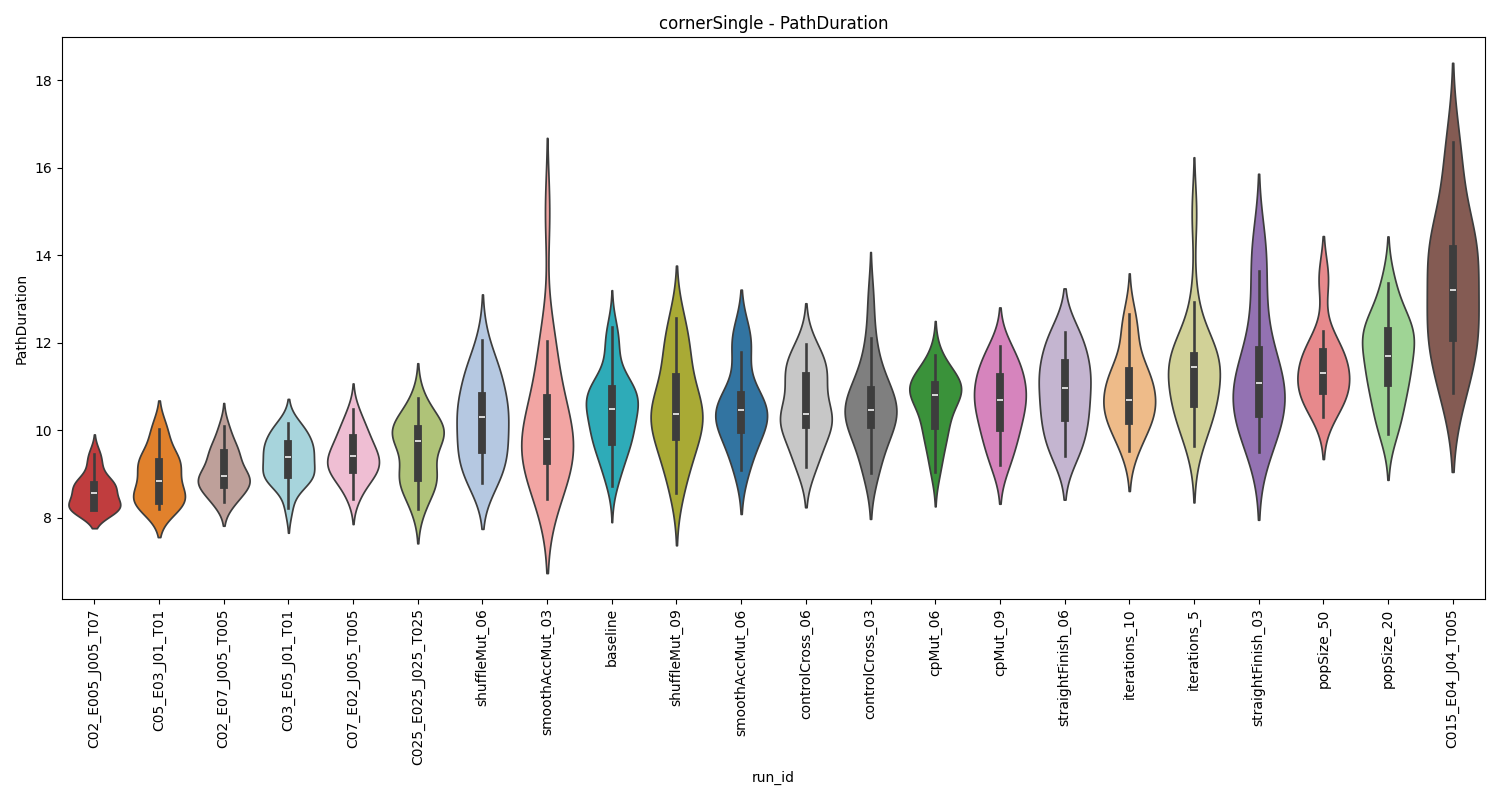 cornerSingle - PathDuration
PathDuration
18
16
14
12
10
8
C02_E005_J005_T07
C05_E03_J01_T01
C02_E07_J005_T005
C03_E05_J01_T01
C07_E02_J005_T005
C025_E025_J025_T025
shuffleMut_06
smoothAccMut_03
baseline
shuffleMut_09
smoothAccMut_06
controlCross_06
controlCross_03
cpMut_06
cpMut_09
straightFinish_06
iterations_10
iterations_5
straightFinish_03
popSize_50
popSize_20
C015_E04_J04_T005
run_id